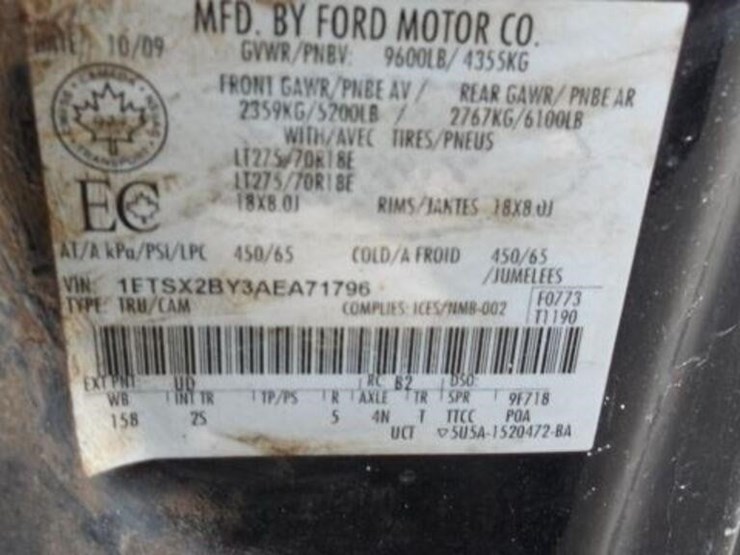 MFD. BY FORD MOTOR CO.
DATE: 10/09 GVWR/PNBV: 9600LB/ 4355KG
FRONT GAWR/PNBE AV / REAR GAWR/ PNBE AR
2359KG/5200LB / 2767KG/6100LB
WITH/AVEC TIRES/PNEUS
LT275/70R18E
LT275/70R18E
18X8.0J RIMS/JANTES 18X8.0J
CANADA
TRANSPORT
EC
AT/A kPa/PSI/LPC 450/65 COLD/A FROID 450/65
/JUMELEES
VIN: 1FTSX2BY3AEA71796
TYPE: TRU/CAM COMPLIES: ICES/NMB-002
F0773
T1190
EXT PNT: UD RC: B2 DSO:
WB INT TR TP/PS R AXLE TR SPR 9F718
158 2S 5 4N T TTCC POA
UCT ▽5U5A-1520472-BA